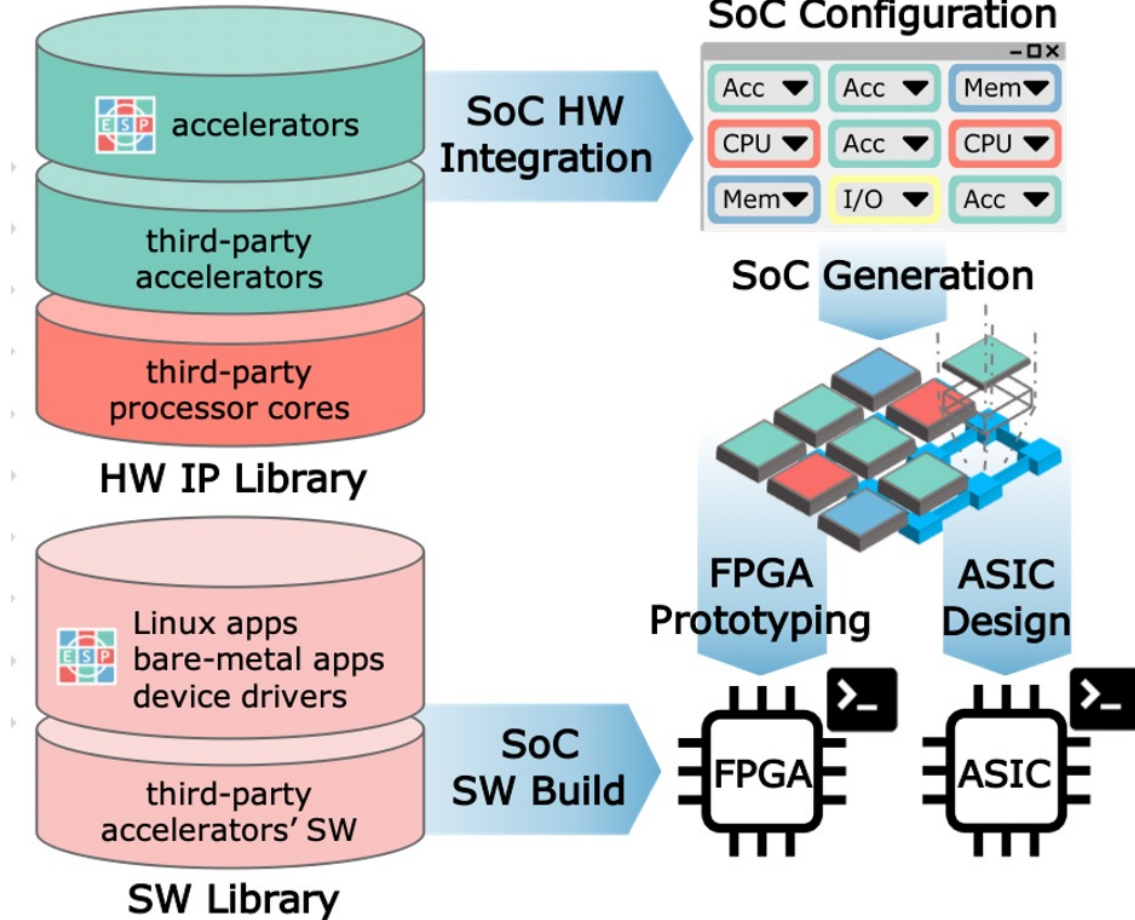 ESP
accelerators
third-party
accelerators
third-party
processor cores
HW IP Library
SoC HW
Integration
SoC Configuration
Acc Acc Mem
CPU Acc CPU
Mem I/O Acc
SoC Generation
FPGA
Prototyping
ASIC
Design
ESP
Linux apps
bare-metal apps
device drivers
third-party
accelerators’ SW
SW Library
SoC
SW Build
>_
FPGA
>_
ASIC